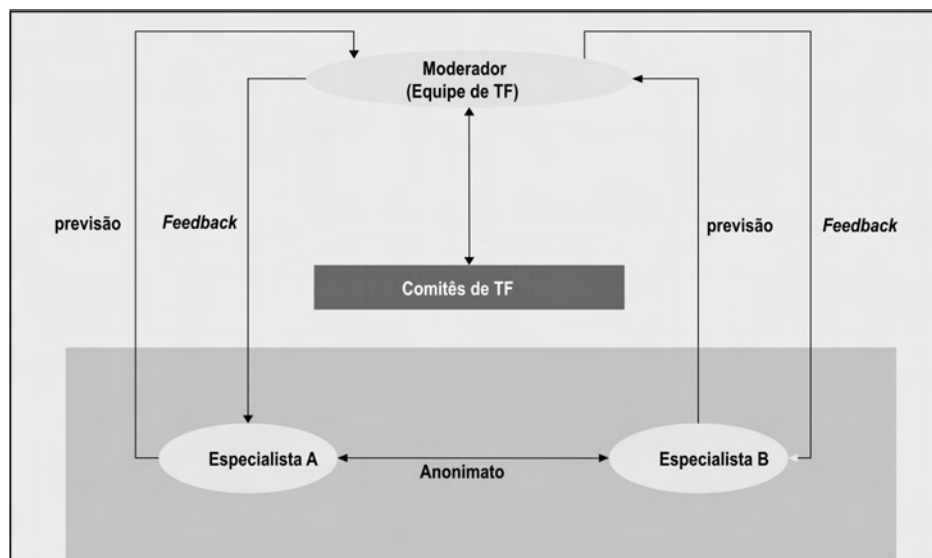 Moderador
(Equipe de TF)
previsão
Feedback
previsão
Feedback
Comitês de TF
Especialista A
Anonimato
Especialista B